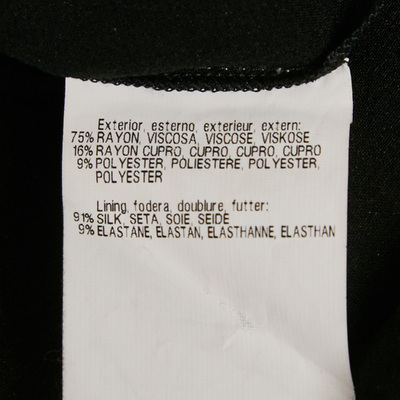 Exterior, esterno, exterieur, extern:
75% RAYON, VISCOSA, VISCOSE, VISKOSE
16% RAYON CUPRO, CUPRO, CUPRO, CUPRO
9% POLYESTER, POLIESTERE, POLYESTER,
POLYESTER
Lining, fodera, doublure, futter:
91% SILK, SETA, SOIE, SEIDE
9% ELASTANE, ELASTAN, ELASTHANNE, ELASTHAN